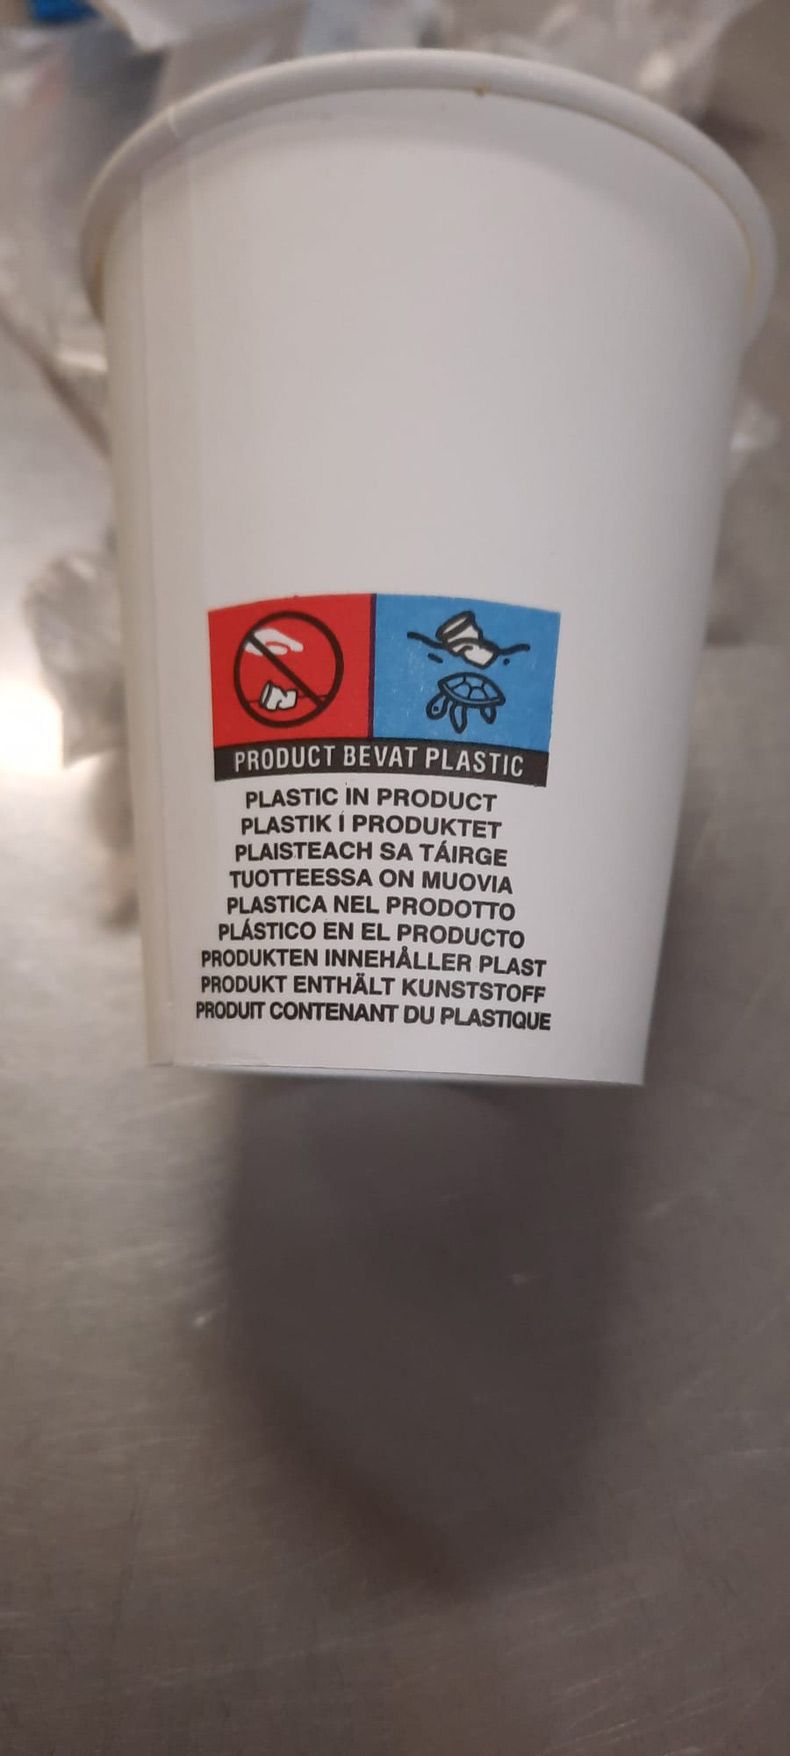 PRODUCT BEVAT PLASTIC
PLASTIC IN PRODUCT
PLASTIK Í PRODUKTET
PLAISTEACH SA TÁIRGE
TUOTTEESSA ON MUOVIA
PLASTICA NEL PRODOTTO
PLÁSTICO EN EL PRODUCTO
PRODUKTEN INNEHÅLLER PLAST
PRODUKT ENTHÄLT KUNSTSTOFF
PRODUIT CONTENANT DU PLASTIQUE